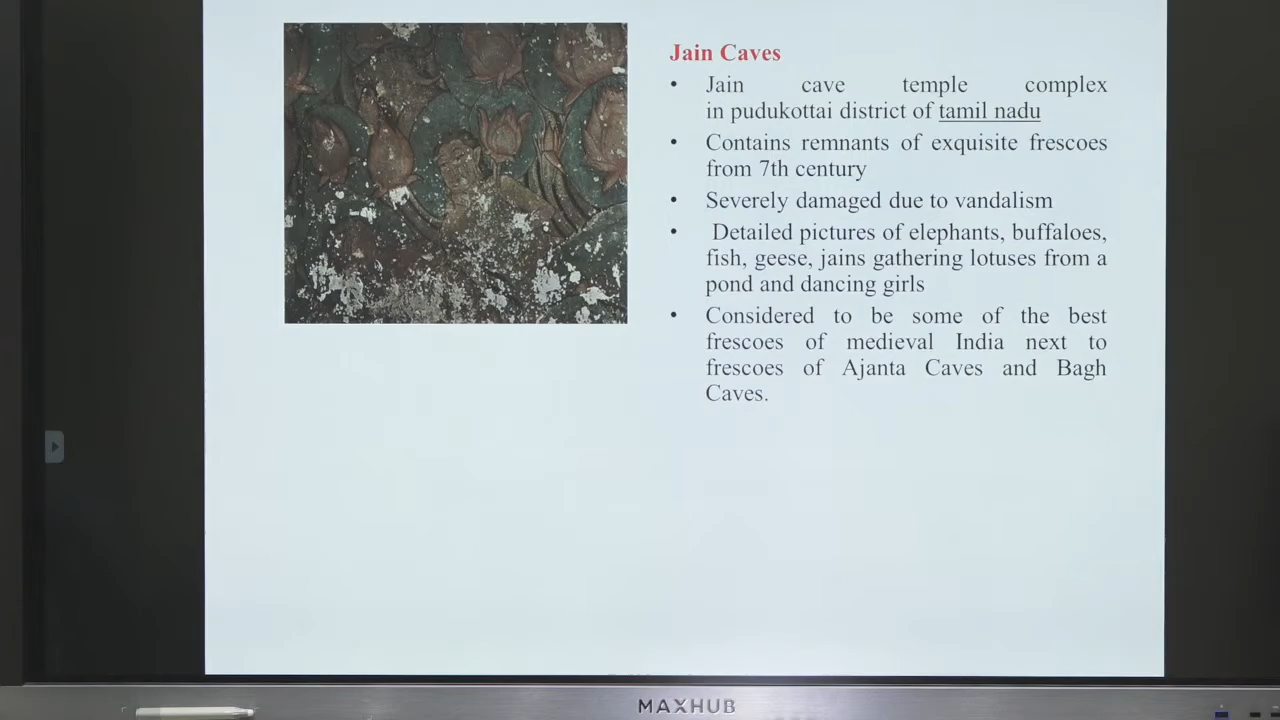 Jain Caves
• Jain cave temple complex
in pudukottai district of tamil nadu
• Contains remnants of exquisite frescoes
from 7th century
• Severely damaged due to vandalism
• Detailed pictures of elephants, buffaloes,
fish, geese, jains gathering lotuses from a
pond and dancing girls
• Considered to be some of the best
frescoes of medieval India next to
frescoes of Ajanta Caves and Bagh
Caves.
MAXHUB